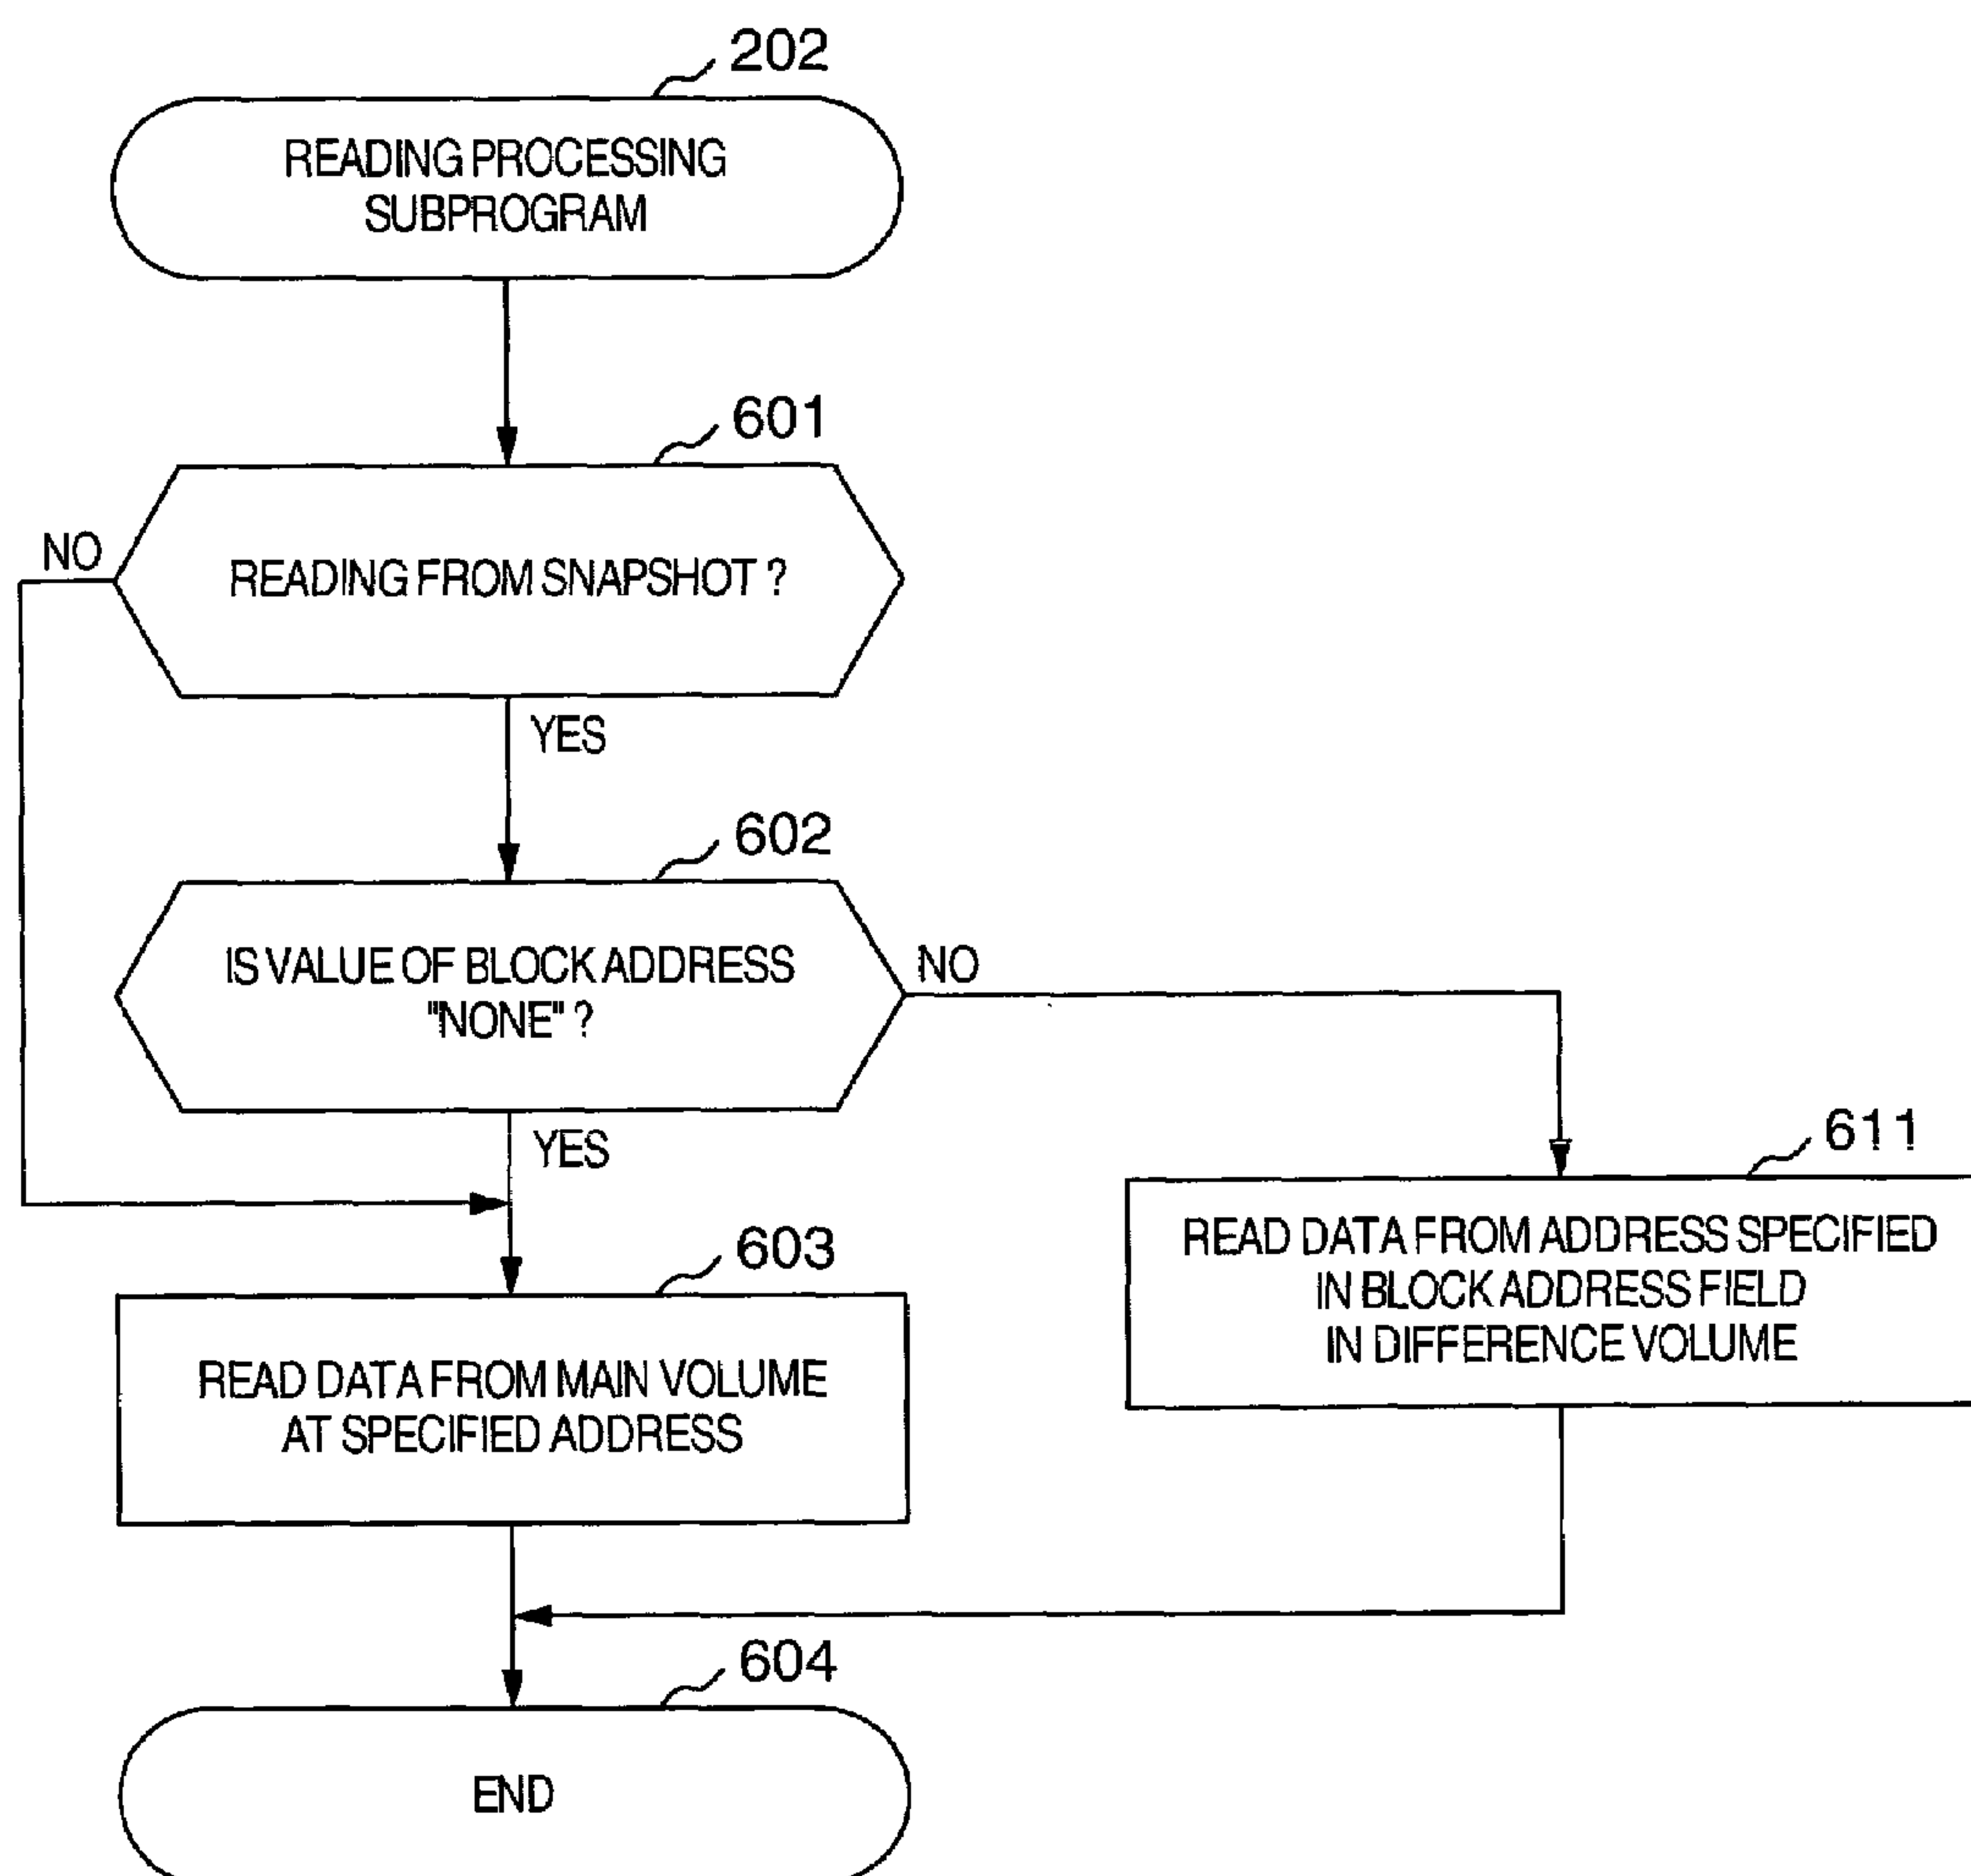 202
READING PROCESSING
SUBPROGRAM
601
NO
READING FROM SNAPSHOT ?
YES
602
IS VALUE OF BLOCK ADDRESS
"NONE" ?
NO
YES
611
READ DATA FROM ADDRESS SPECIFIED
IN BLOCK ADDRESS FIELD
IN DIFFERENCE VOLUME
603
READ DATA FROM MAIN VOLUME
AT SPECIFIED ADDRESS
604
END